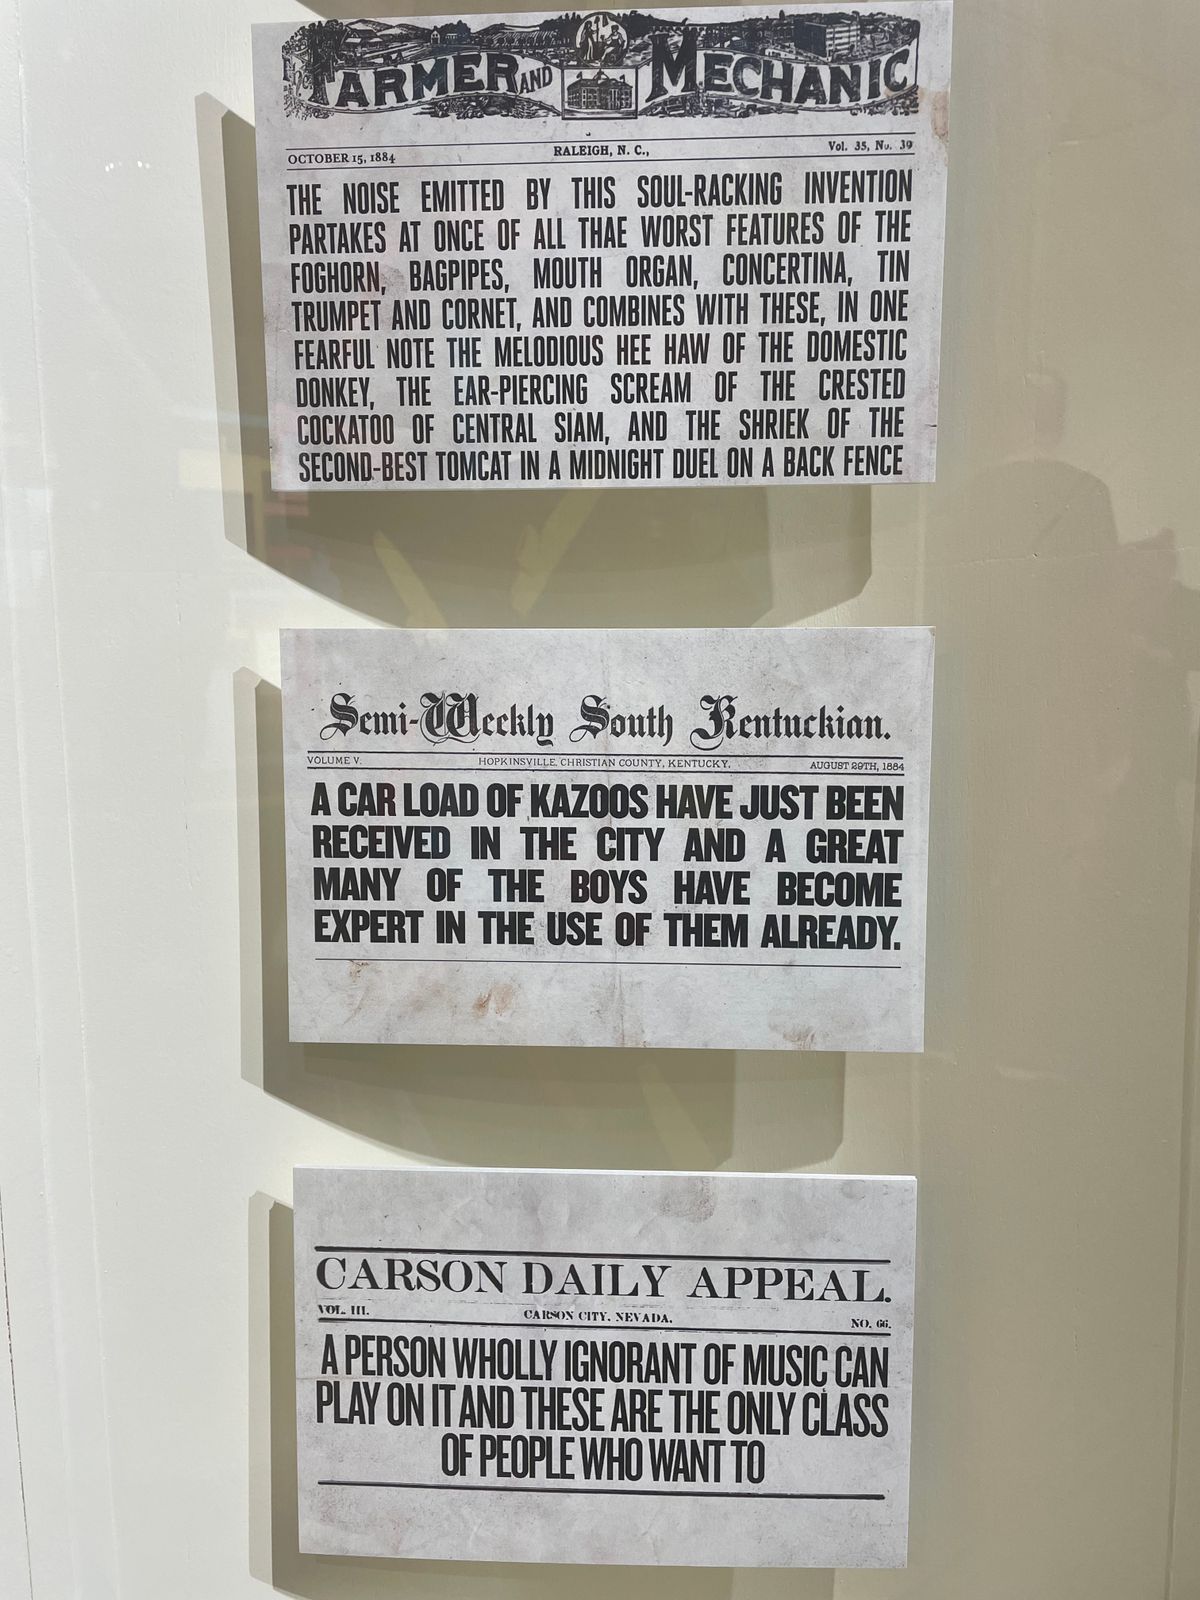 The FARMER AND MECHANIC
OCTOBER 15, 1884 RALEIGH, N. C., Vol. 35, No. 39
THE NOISE EMITTED BY THIS SOUL-RACKING INVENTION
PARTAKES AT ONCE OF ALL THAE WORST FEATURES OF THE
FOGHORN, BAGPIPES, MOUTH ORGAN, CONCERTINA, TIN
TRUMPET AND CORNET, AND COMBINES WITH THESE, IN ONE
FEARFUL NOTE THE MELODIOUS HEE HAW OF THE DOMESTIC
DONKEY, THE EAR-PIERCING SCREAM OF THE CRESTED
COCKATOO OF CENTRAL SIAM, AND THE SHRIEK OF THE
SECOND-BEST TOMCAT IN A MIDNIGHT DUEL ON A BACK FENCE
Semi-Weekly South Kentuckian.
VOLUME V. HOPKINSVILLE, CHRISTIAN COUNTY, KENTUCKY, AUGUST 29TH, 1884
A CAR LOAD OF KAZOOS HAVE JUST BEEN
RECEIVED IN THE CITY AND A GREAT
MANY OF THE BOYS HAVE BECOME
EXPERT IN THE USE OF THEM ALREADY.
CARSON DAILY APPEAL.
VOL. III. CARSON CITY, NEVADA, NO. 66.
A PERSON WHOLLY IGNORANT OF MUSIC CAN
PLAY ON IT AND THESE ARE THE ONLY CLASS
OF PEOPLE WHO WANT TO